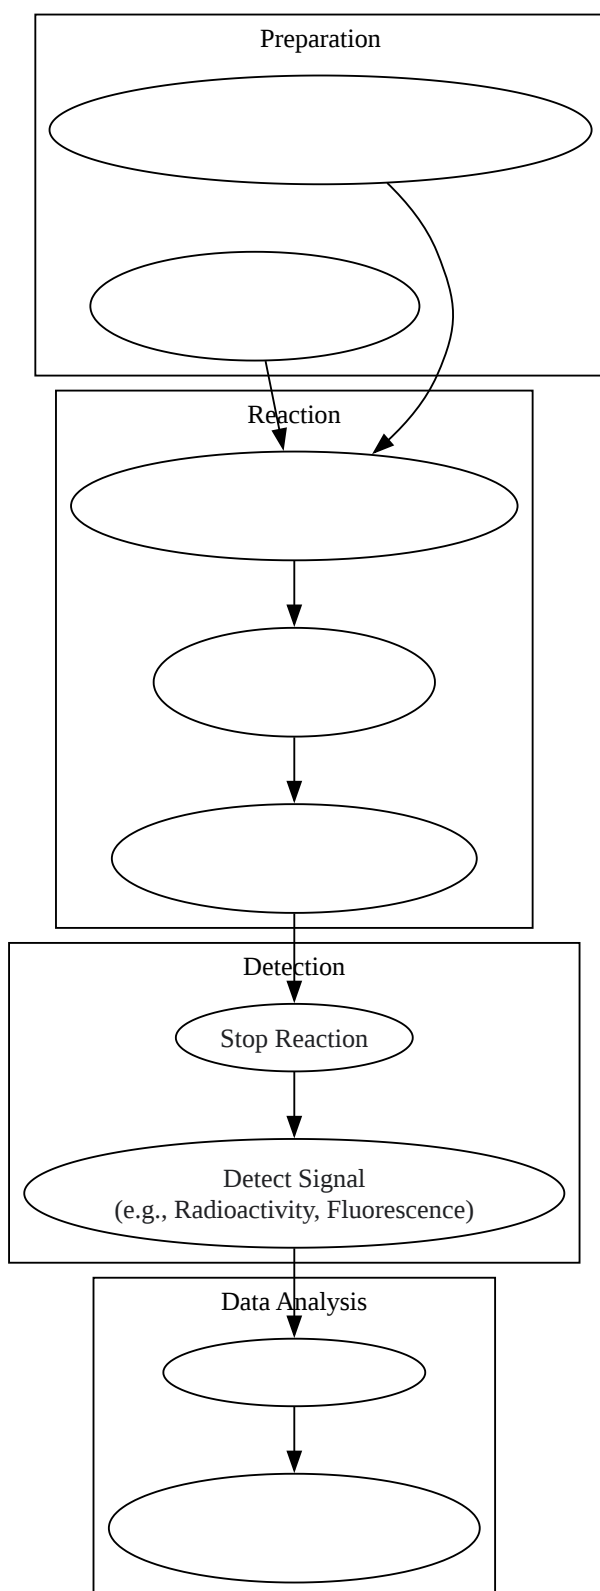 Preparation
Reaction
Detection
Stop Reaction
Detect Signal
(e.g., Radioactivity, Fluorescence)
Data Analysis